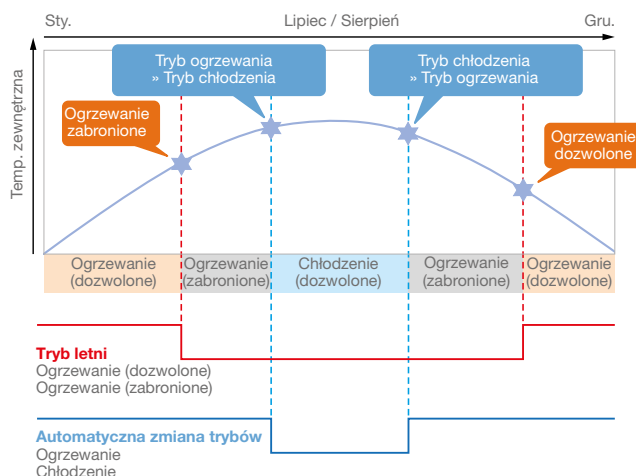 Sty.
Lipiec / Sierpień
Gru.
Temp. zewnętrzna
Tryb ogrzewania
» Tryb chłodzenia
Tryb chłodzenia
» Tryb ogrzewania
Ogrzewanie
zabronione
Ogrzewanie
dozwolone
Ogrzewanie
(dozwolone)
Ogrzewanie
(zabronione)
Chłodzenie
(dozwolone)
Ogrzewanie
(zabronione)
Ogrzewanie
(dozwolone)
Tryb letni
Ogrzewanie (dozwolone)
Ogrzewanie (zabronione)
Automatyczna zmiana trybów
Ogrzewanie
Chłodzenie